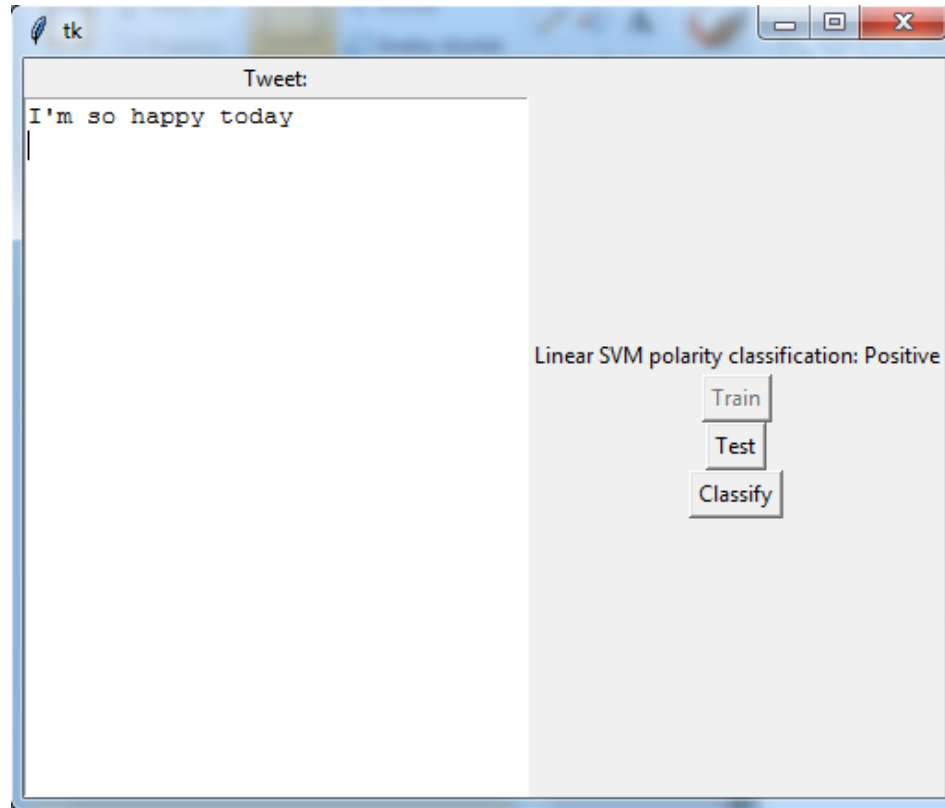 tk
Tweet:
I'm so happy today
Linear SVM polarity classification: Positive
Train
Test
Classify